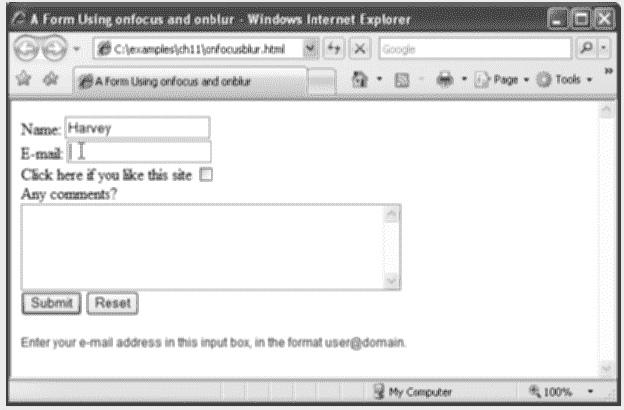 A Form Using onfocus and onblur - Windows Internet Explorer
C:\examples\ch11\onfocusblur.html
Google
A Form Using onfocus and onblur
Page
Tools
Name: Harvey
E-mail:
Click here if you like this site
Any comments?
Submit Reset
Enter your e-mail address in this input box, in the format user@domain.
My Computer
100%